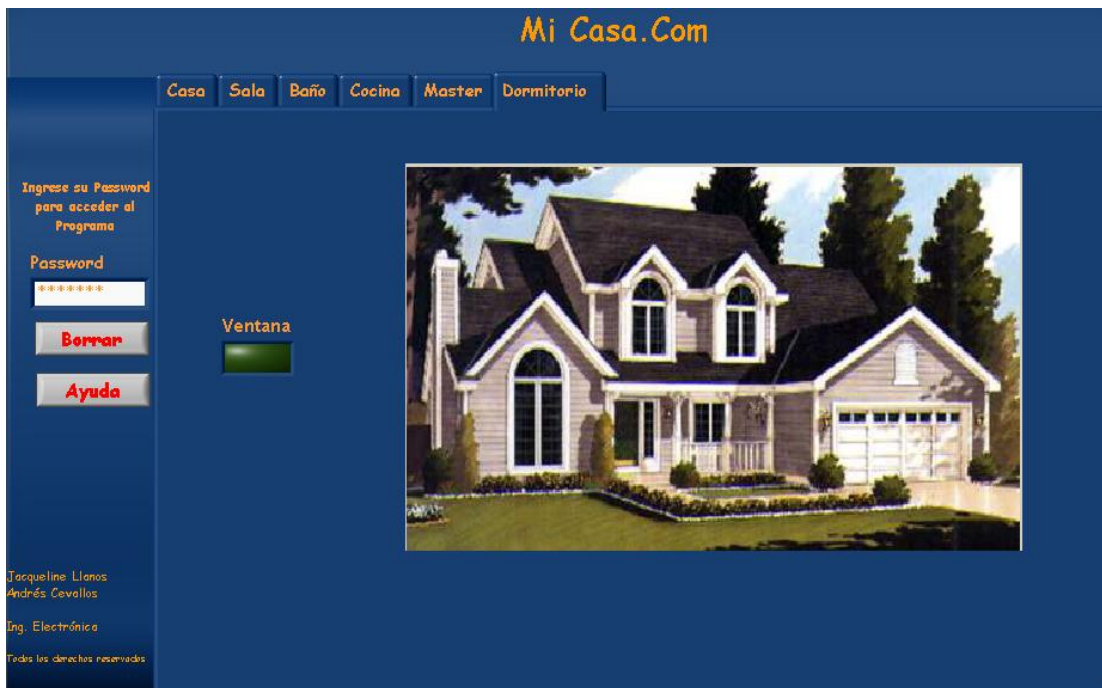 Mi Casa.Com
Casa Sala Baño Cocina Master Dormitorio
Ingrese su Password
para acceder al
Programa
Password
*******
Borrar
Ayuda
Ventana
Jacqueline Llanos
Andrés Cevallos
Ing. Electrónica
Todos los derechos reservados